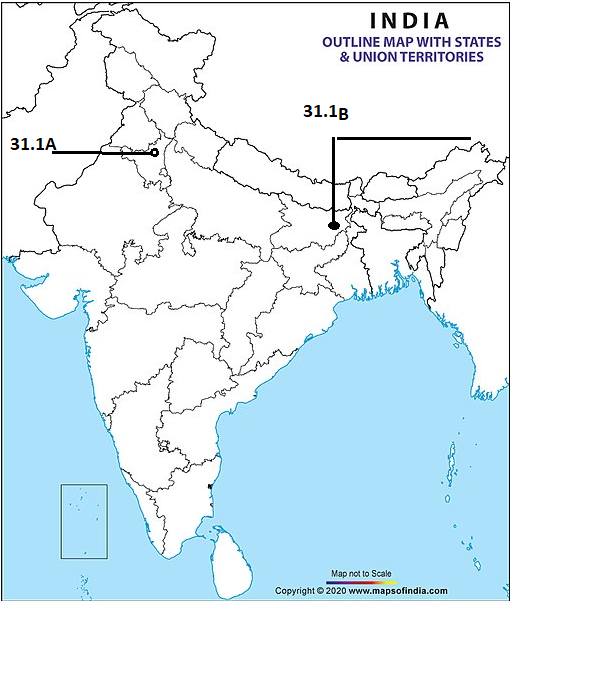 INDIA
OUTLINE MAP WITH STATES
& UNION TERRITORIES
31.1B
31.1A
Map not to Scale
Copyright © 2020 www.mapsofindia.com